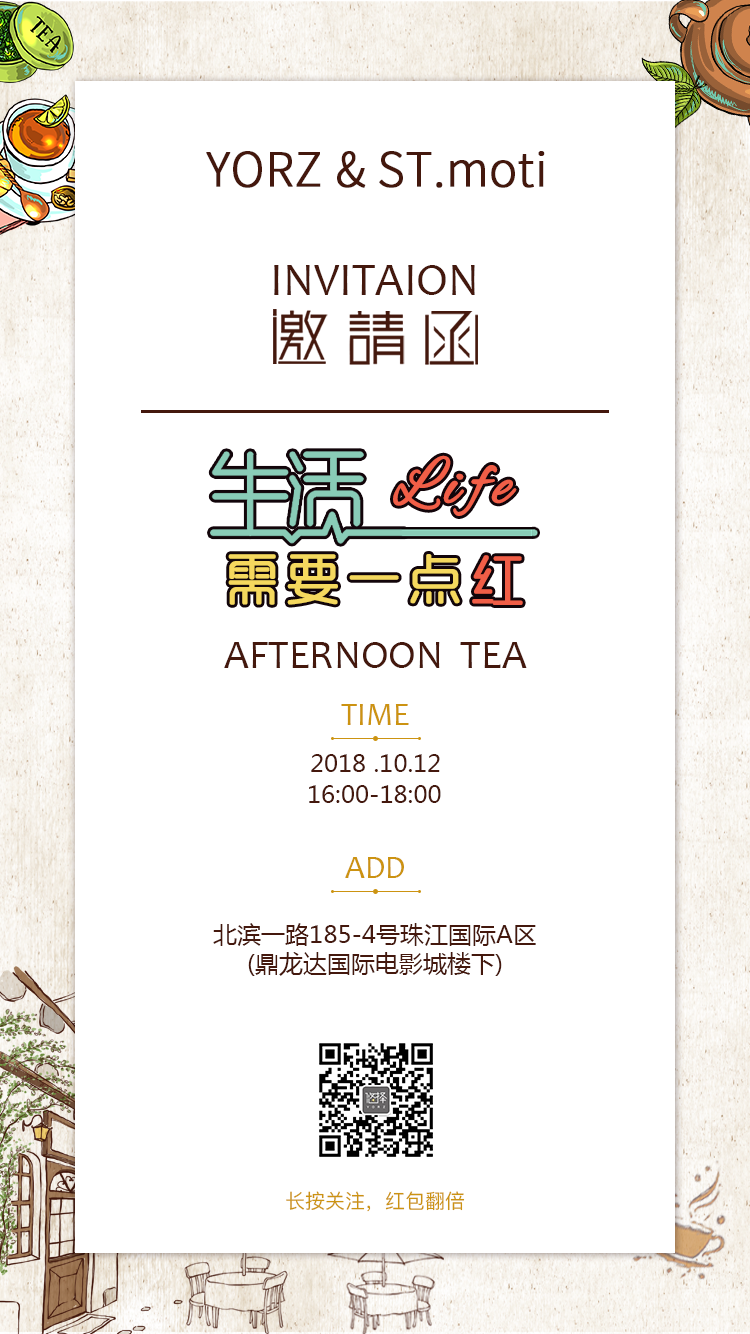 TEA
YORZ & ST.moti
INVITAION
邀請函
生活 Life
需要一点红
AFTERNOON TEA
TIME
2018 .10.12
16:00-18:00
ADD
北滨一路185-4号珠江国际A区
(鼎龙达国际电影城楼下)
长按关注，红包翻倍